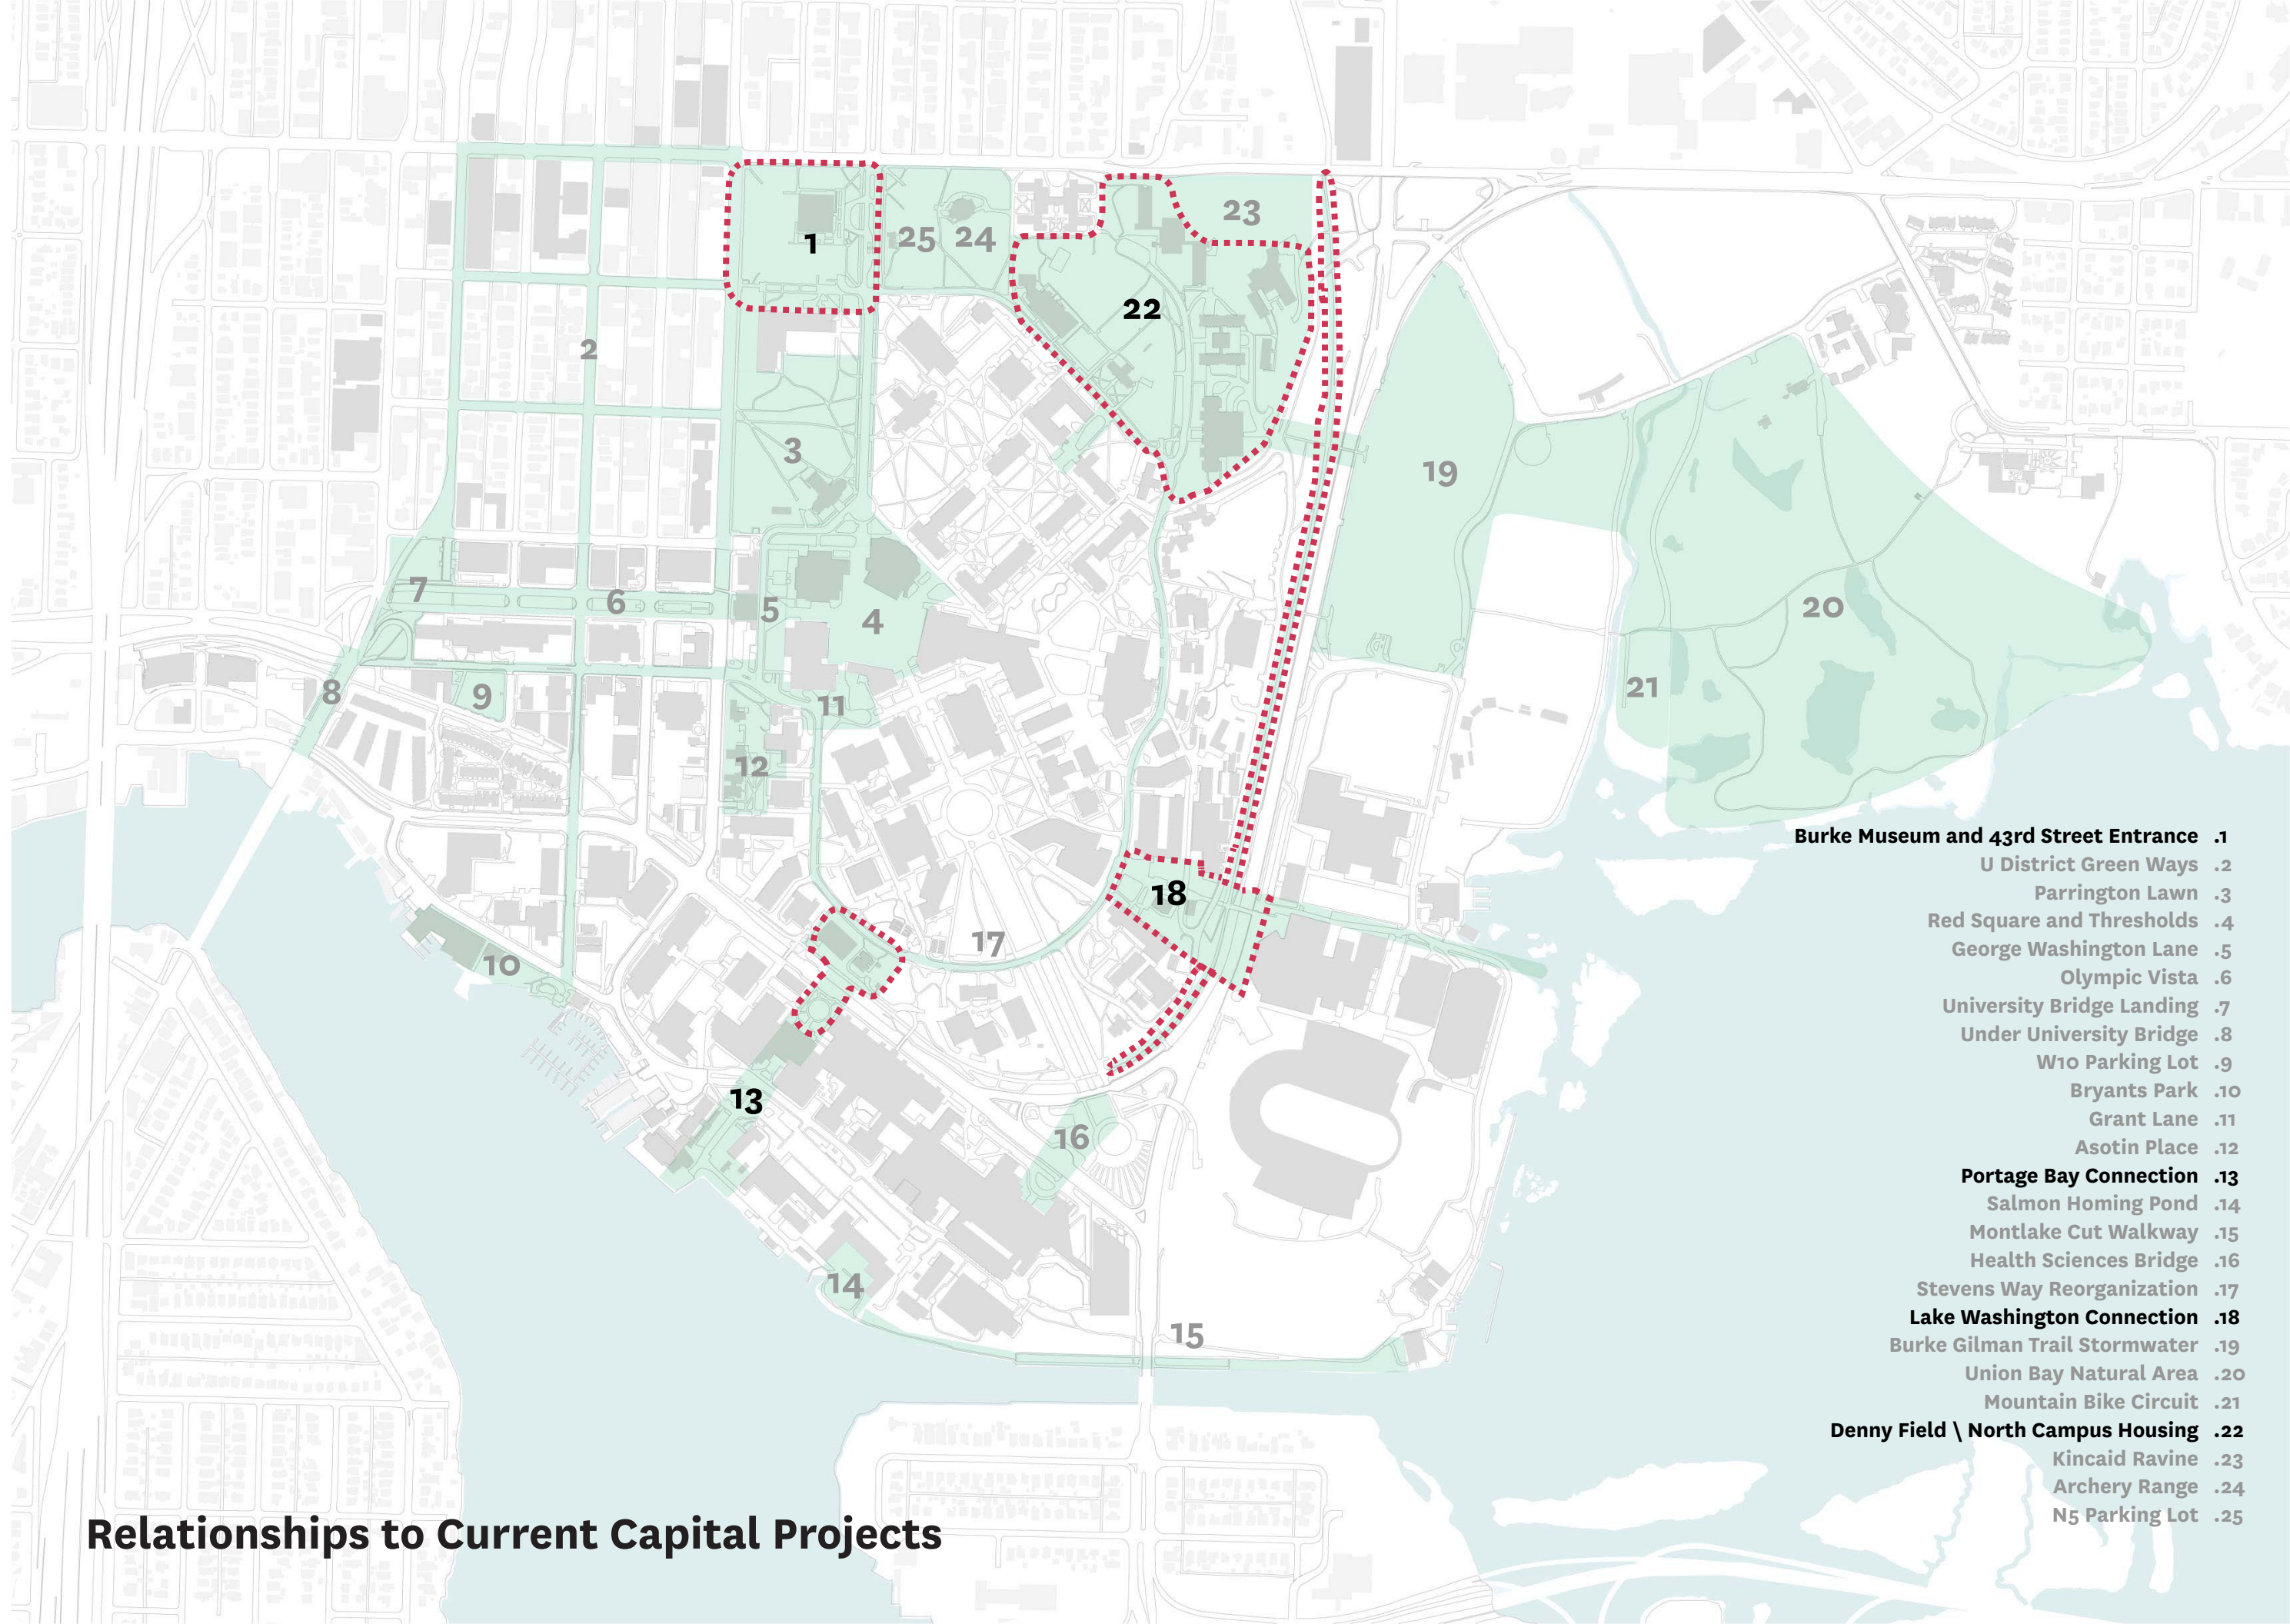 1
23
25
24
22
2
3
19
7
6
5
4
20
8
9
11
21
12
18
17
10
13
16
14
15
Burke Museum and 43rd Street Entrance .1
U District Green Ways .2
Parrington Lawn .3
Red Square and Thresholds .4
George Washington Lane .5
Olympic Vista .6
University Bridge Landing .7
Under University Bridge .8
W10 Parking Lot .9
Bryants Park .10
Grant Lane .11
Asotin Place .12
Portage Bay Connection .13
Salmon Homing Pond .14
Montlake Cut Walkway .15
Health Sciences Bridge .16
Stevens Way Reorganization .17
Lake Washington Connection .18
Burke Gilman Trail Stormwater .19
Union Bay Natural Area .20
Mountain Bike Circuit .21
Denny Field \ North Campus Housing .22
Kincaid Ravine .23
Archery Range .24
N5 Parking Lot .25
Relationships to Current Capital Projects